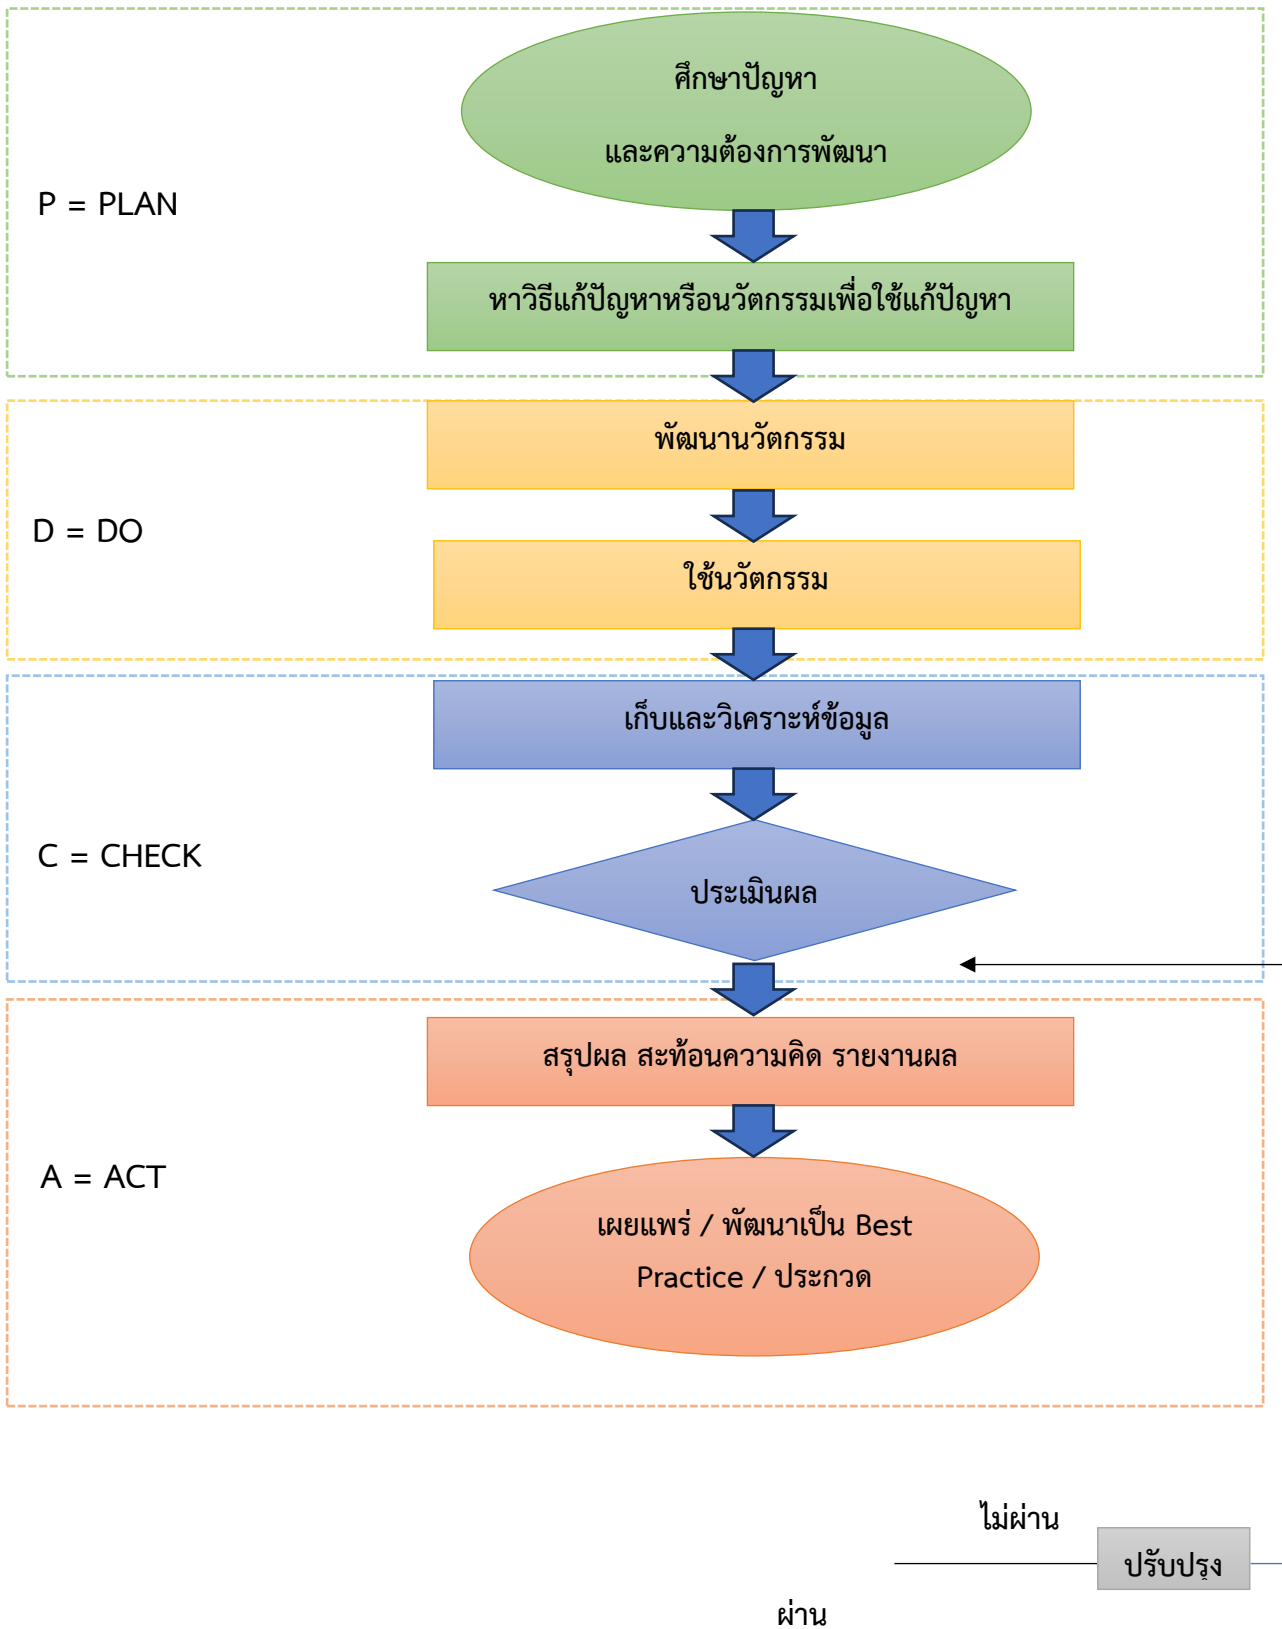 ศึกษาปัญหา
และความต้องการพัฒนา
P = PLAN
หาวิธีแก้ปัญหาหรือนวัตกรรมเพื่อใช้แก้ปัญหา
พัฒนานวัตกรรม
D = DO
ใช้นวัตกรรม
เก็บและวิเคราะห์ข้อมูล
C = CHECK
ประเมินผล
สรุปผล สะท้อนความคิด รายงานผล
A = ACT
เผยแพร่ / พัฒนาเป็น Best
Practice / ประกวด
ไม่ผ่าน
ปรับปรุง
ผ่าน